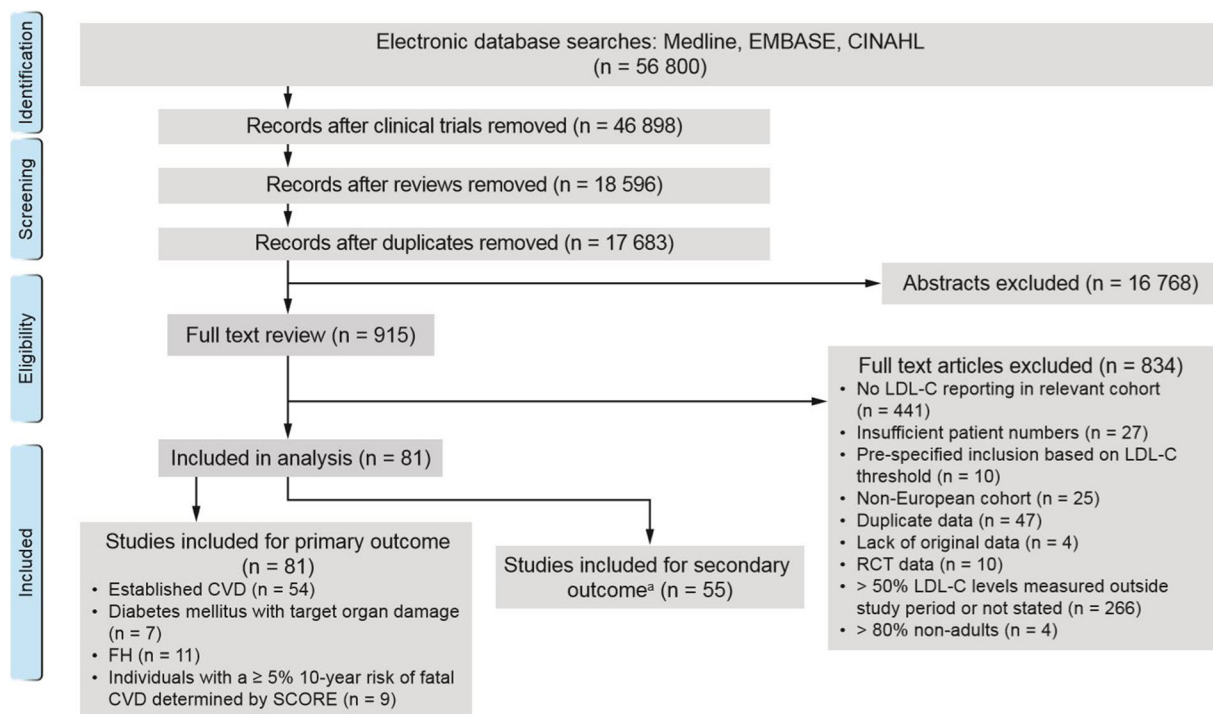 Identification
Electronic database searches: Medline, EMBASE, CINAHL
(n = 56 800)
Records after clinical trials removed (n = 46 898)
Screening
Records after reviews removed (n = 18 596)
Records after duplicates removed (n = 17 683)
Abstracts excluded (n = 16 768)
Eligibility
Full text review (n = 915)
Full text articles excluded (n = 834)
• No LDL-C reporting in relevant cohort
(n = 441)
• Insufficient patient numbers (n = 27)
• Pre-specified inclusion based on LDL-C
threshold (n = 10)
• Non-European cohort (n = 25)
• Duplicate data (n = 47)
• Lack of original data (n = 4)
• RCT data (n = 10)
• > 50% LDL-C levels measured outside
study period or not stated (n = 266)
• > 80% non-adults (n = 4)
Included
Included in analysis (n = 81)
Studies included for primary outcome
(n = 81)
• Established CVD (n = 54)
• Diabetes mellitus with target organ damage
(n = 7)
• FH (n = 11)
• Individuals with a ≥ 5% 10-year risk of fatal
CVD determined by SCORE (n = 9)
Studies included for secondary
outcomeᵃ (n = 55)